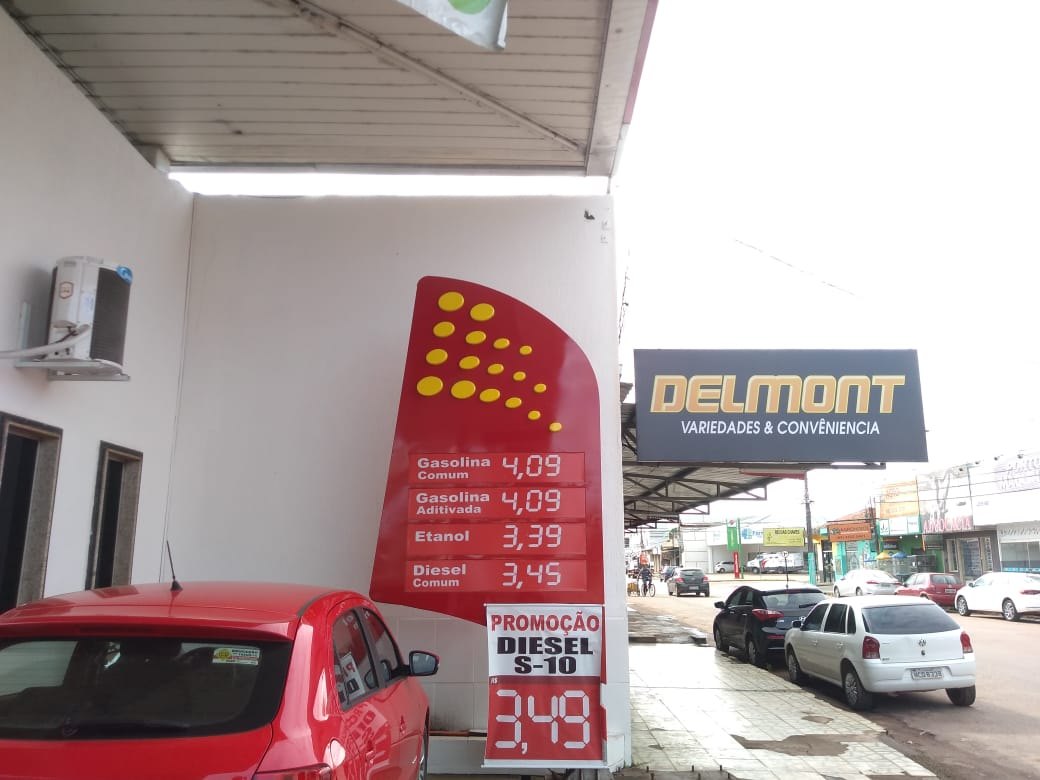 Gasolina Comum 4,09
Gasolina Aditivada 4,09
Etanol 3,39
Diesel Comum 3,45
PROMOÇÃO
DIESEL
S-10
R$
3,49
DELMONT
VARIEDADES & CONVÊNIENCIA